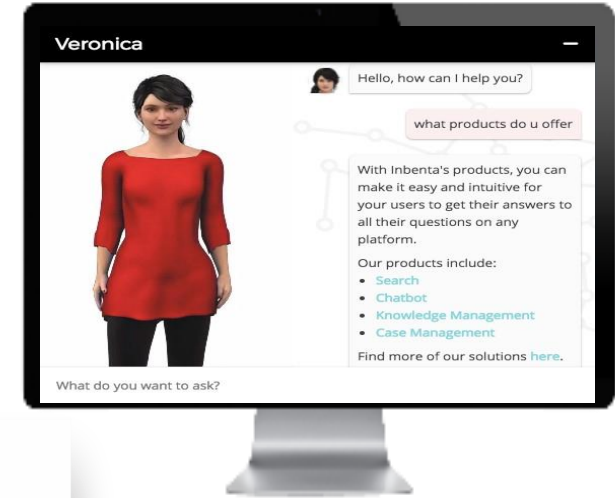 Veronica
Hello, how can I help you?
what products do u offer
With Inbenta's products, you can
make it easy and intuitive for
your users to get their answers to
all their questions on any
platform.
Our products include:
• Search
• Chatbot
• Knowledge Management
• Case Management
Find more of our solutions here.
What do you want to ask?